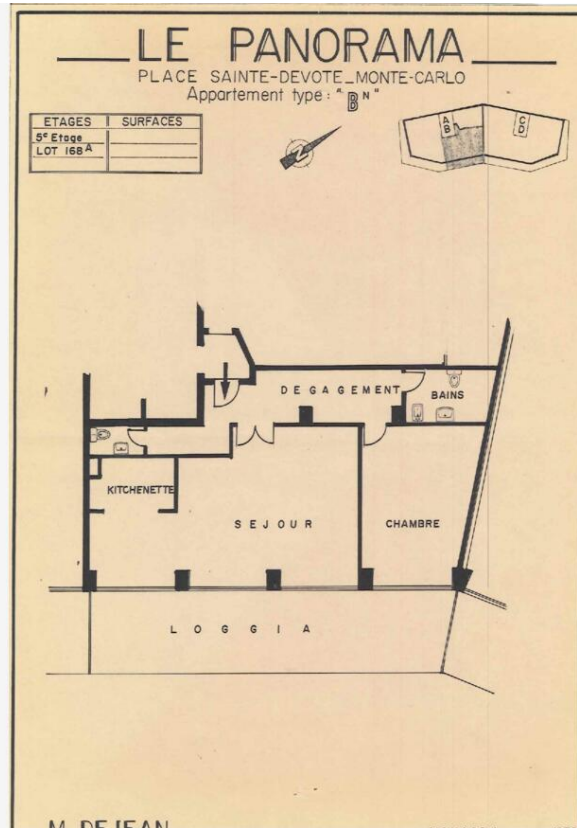 LE PANORAMA
PLACE SAINTE-DEVOTE_MONTE-CARLO
Appartement type : "BN"
ETAGES SURFACES
5e Etage
LOT 168A
N
A
B
C
D
DEGAGEMENT
BAINS
KITCHENETTE
SEJOUR
CHAMBRE
LOGGIA
M. DEJEAN